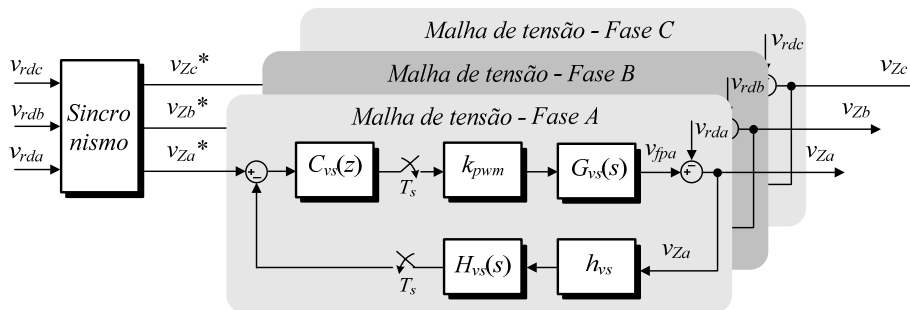 Malha de tensão - Fase C
v_rdc
v_Zc
v_rdc
v_Zc*
Malha de tensão - Fase B
v_rdb
v_Zb
v_rdb
Sincro
nismo
v_Zb*
Malha de tensão - Fase A
v_rda
v_Za
v_rda
v_Za*
+
-
C_vs(z)
T_s
k_pwm
G_vs(s)
v_fpa
+
-
v_Za
T_s
H_vs(s)
h_vs